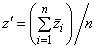 z' = (∑_{i=1}^{n} z̄_i) / n